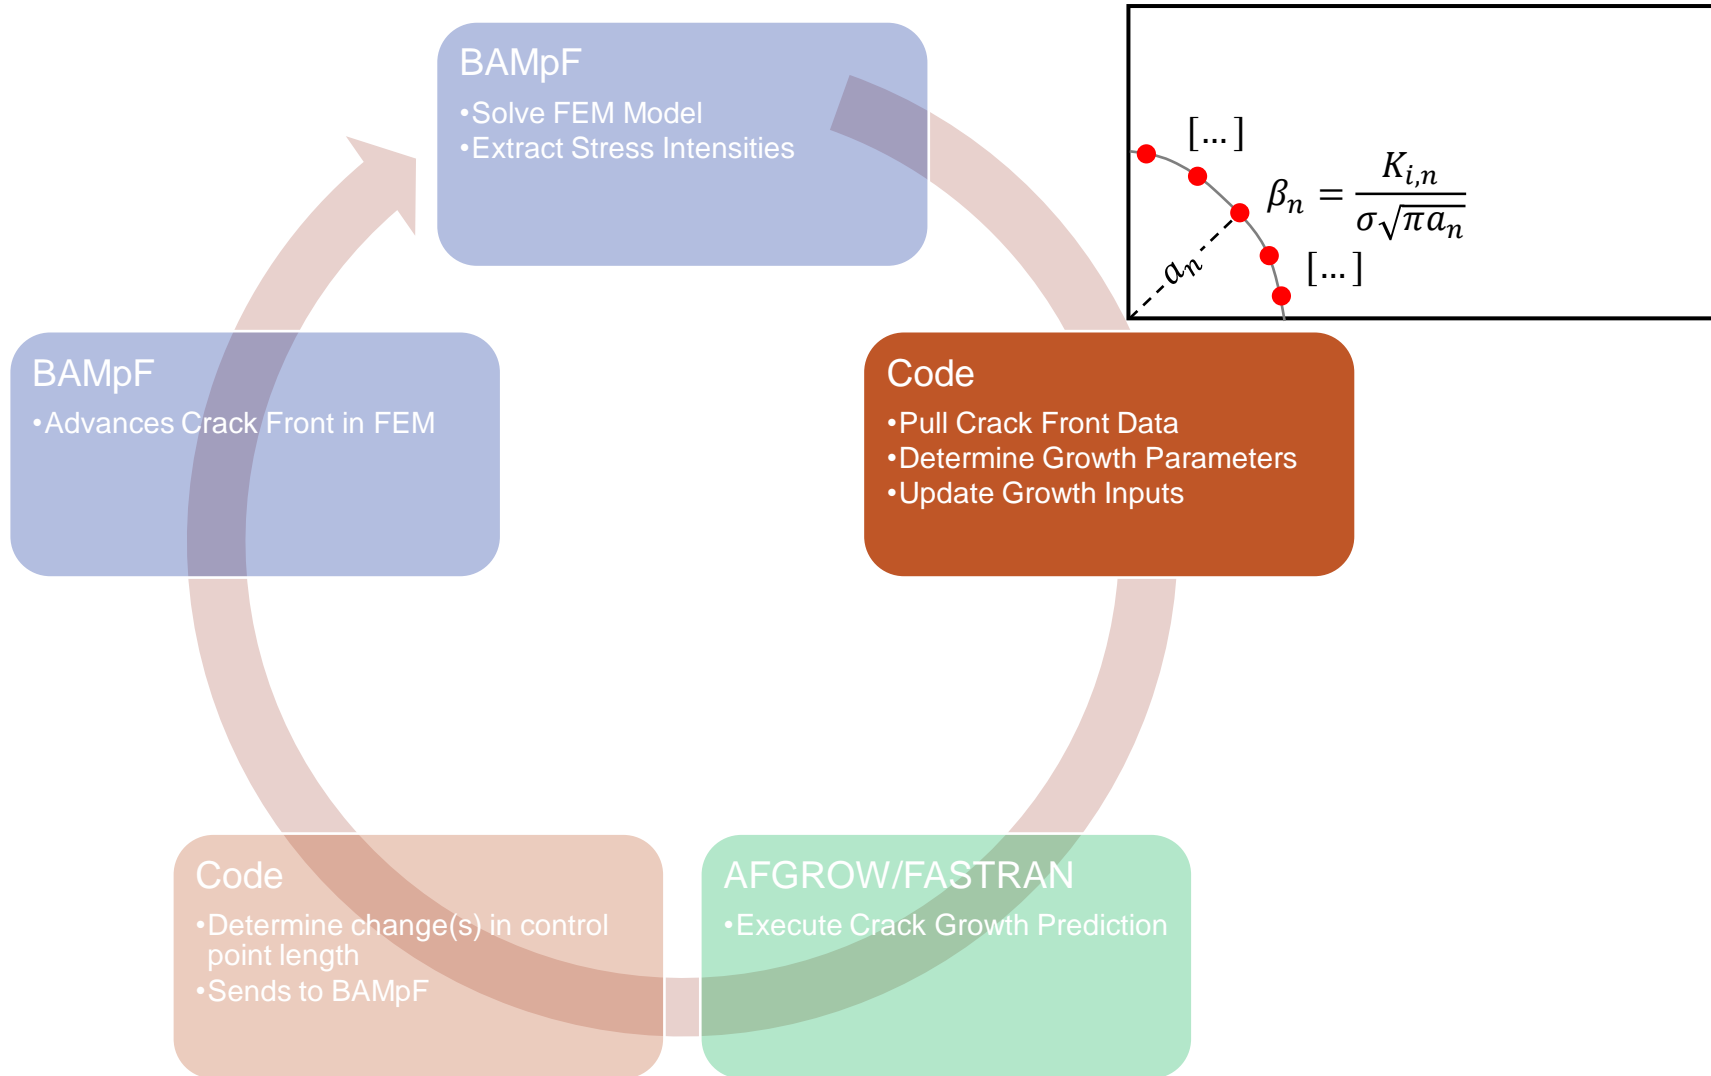 BAMpF
•Solve FEM Model
•Extract Stress Intensities
[…]
βₙ = K_{i,n} / σ√(πaₙ)
aₙ
[…]
Code
•Pull Crack Front Data
•Determine Growth Parameters
•Update Growth Inputs
AFGROW/FASTRAN
•Execute Crack Growth Prediction
Code
•Determine change(s) in control
point length
•Sends to BAMpF
BAMpF
•Advances Crack Front in FEM